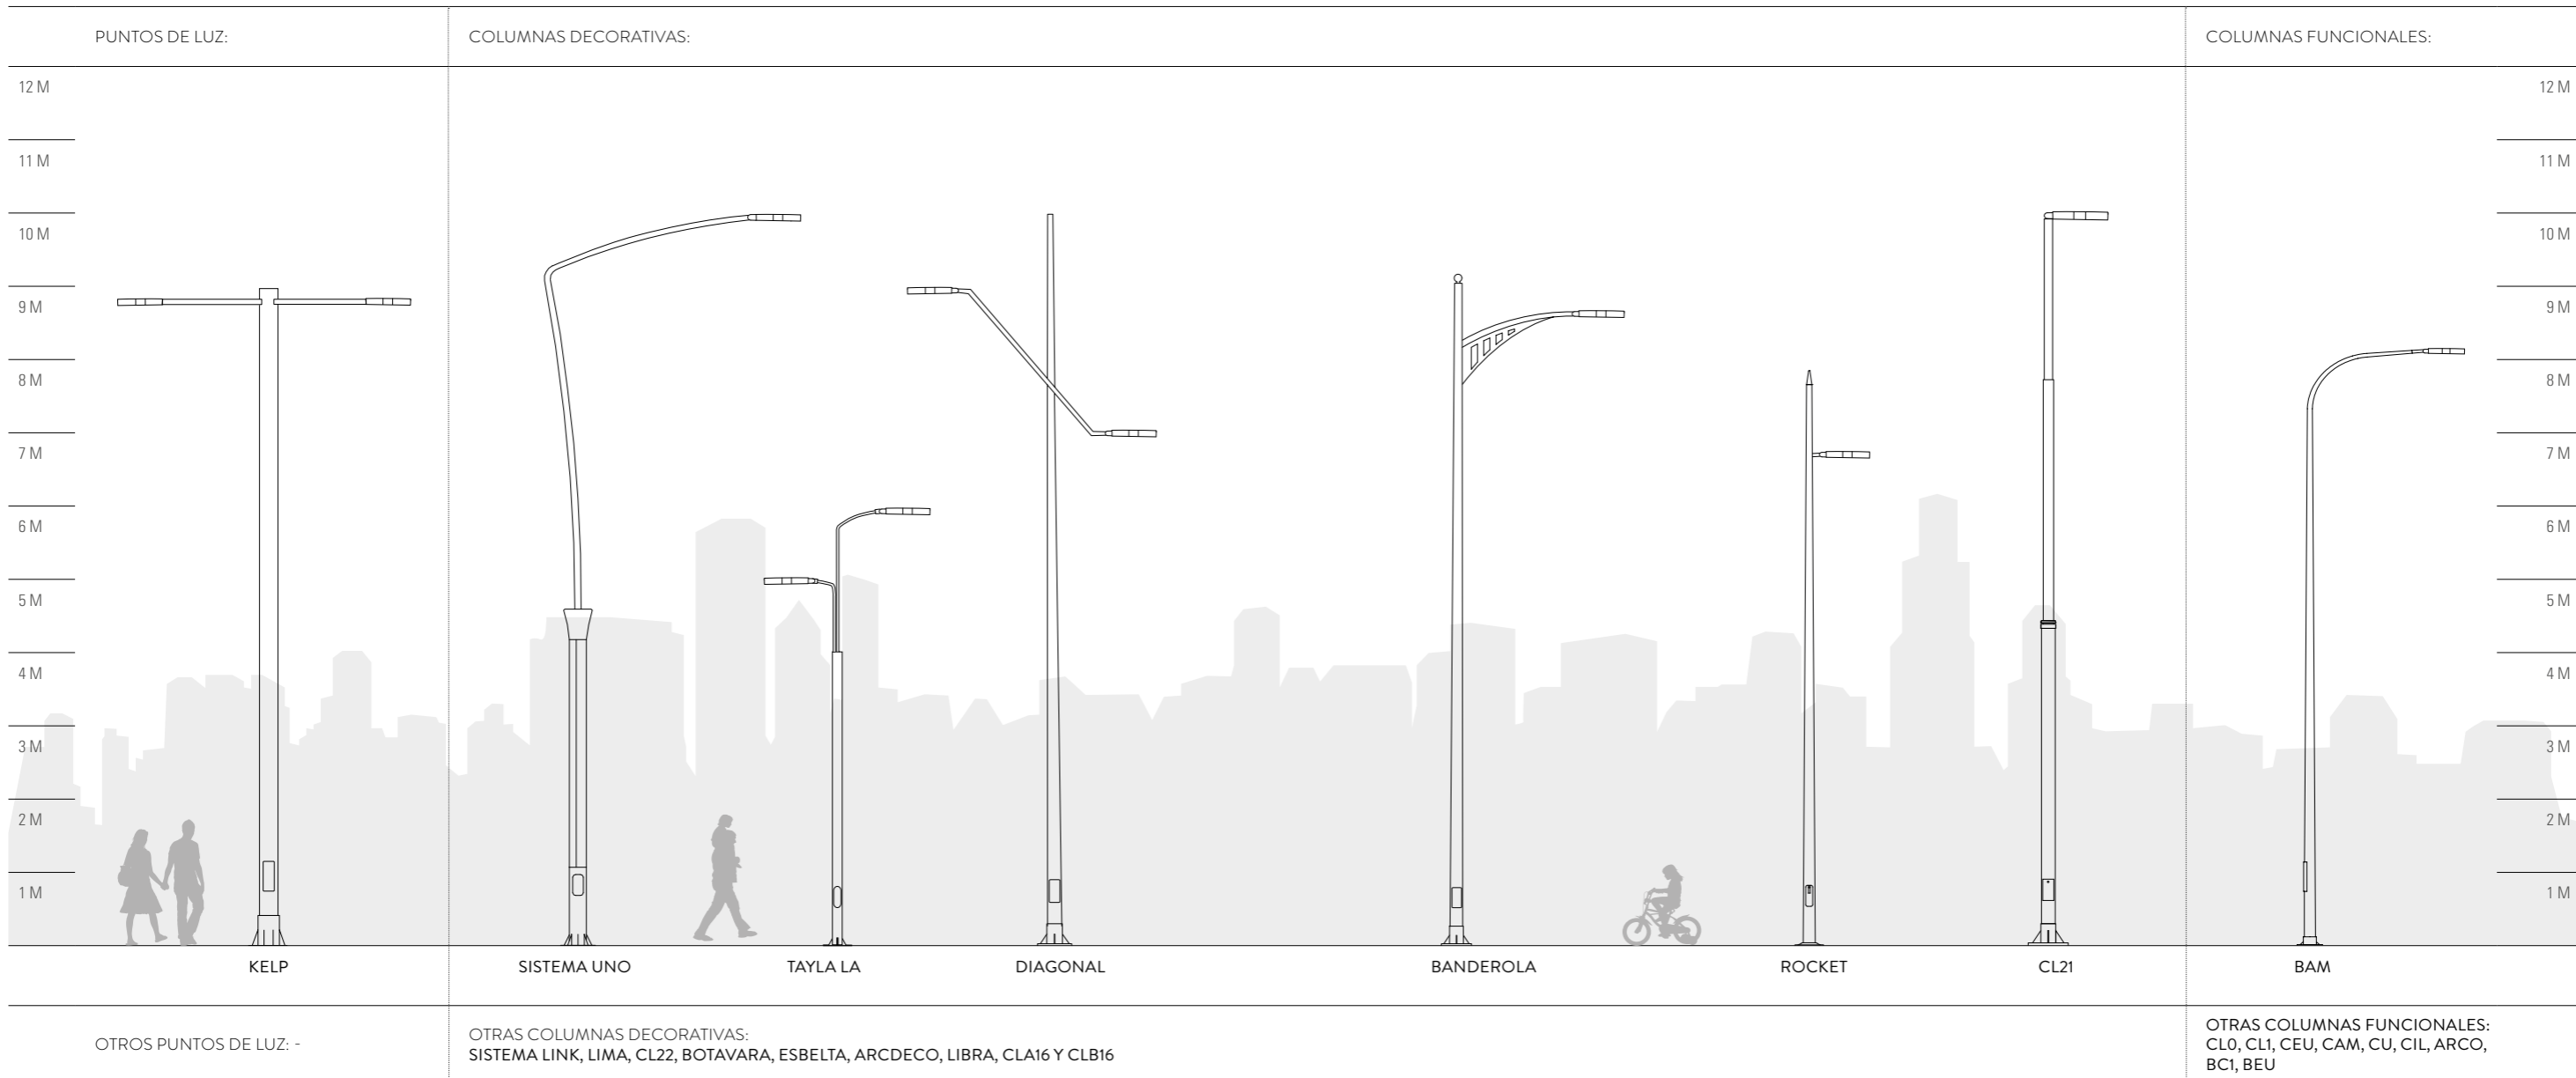 PUNTOS DE LUZ:
COLUMNAS DECORATIVAS:
COLUMNAS FUNCIONALES:
12 M
12 M
11 M
11 M
10 M
10 M
9 M
9 M
8 M
8 M
7 M
7 M
6 M
6 M
5 M
5 M
4 M
4 M
3 M
3 M
2 M
2 M
1 M
1 M
KELP
SISTEMA UNO
TAYLA LA
DIAGONAL
BANDEROLA
ROCKET
CL21
BAM
OTROS PUNTOS DE LUZ: -
OTRAS COLUMNAS DECORATIVAS:
SISTEMA LINK, LIMA, CL22, BOTAVARA, ESBELTA, ARCDECO, LIBRA, CLA16 Y CLB16
OTRAS COLUMNAS FUNCIONALES:
CL0, CL1, CEU, CAM, CU, CIL, ARCO,
BC1, BEU